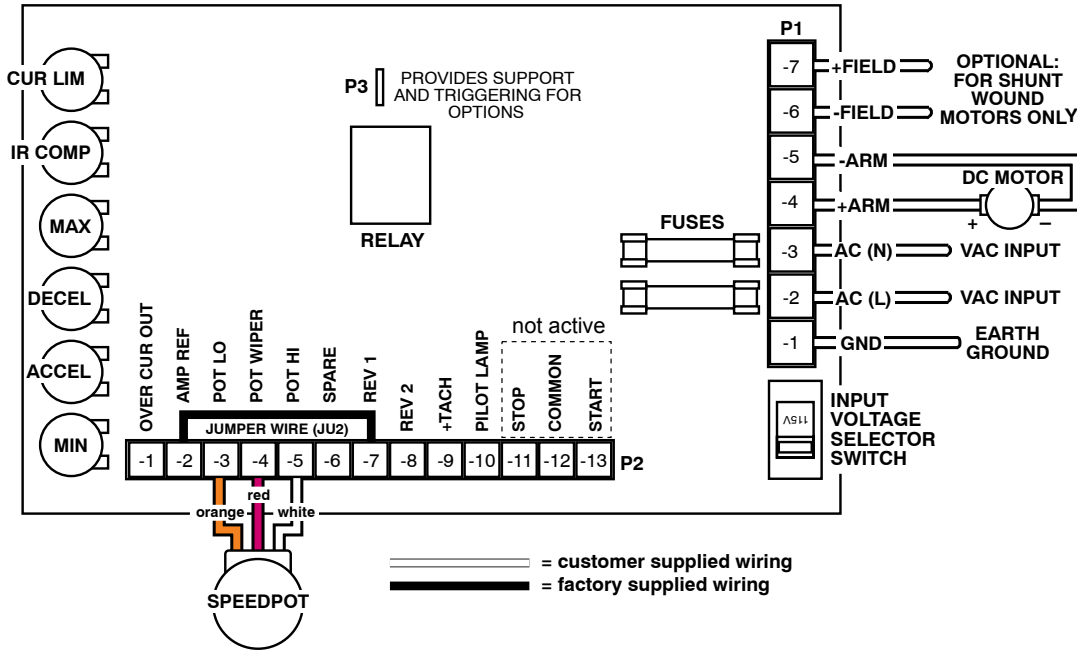 CUR LIM
IR COMP
MAX
DECEL
ACCEL
MIN
P3
PROVIDES SUPPORT
AND TRIGGERING FOR
OPTIONS
RELAY
FUSES
P1
-7
+FIELD
-6
-FIELD
OPTIONAL:
FOR SHUNT
WOUND
MOTORS ONLY
-5
-ARM
DC MOTOR
-4
+ARM
+
–
-3
AC (N)
VAC INPUT
-2
AC (L)
VAC INPUT
-1
GND
EARTH
GROUND
115V
INPUT
VOLTAGE
SELECTOR
SWITCH
not active
OVER CUR OUT
AMP REF
POT LO
POT WIPER
POT HI
SPARE
REV 1
REV 2
+TACH
PILOT LAMP
STOP
COMMON
START
JUMPER WIRE (JU2)
-1
-2
-3
-4
-5
-6
-7
-8
-9
-10
-11
-12
-13
P2
orange
red
white
SPEEDPOT
= customer supplied wiring
= factory supplied wiring